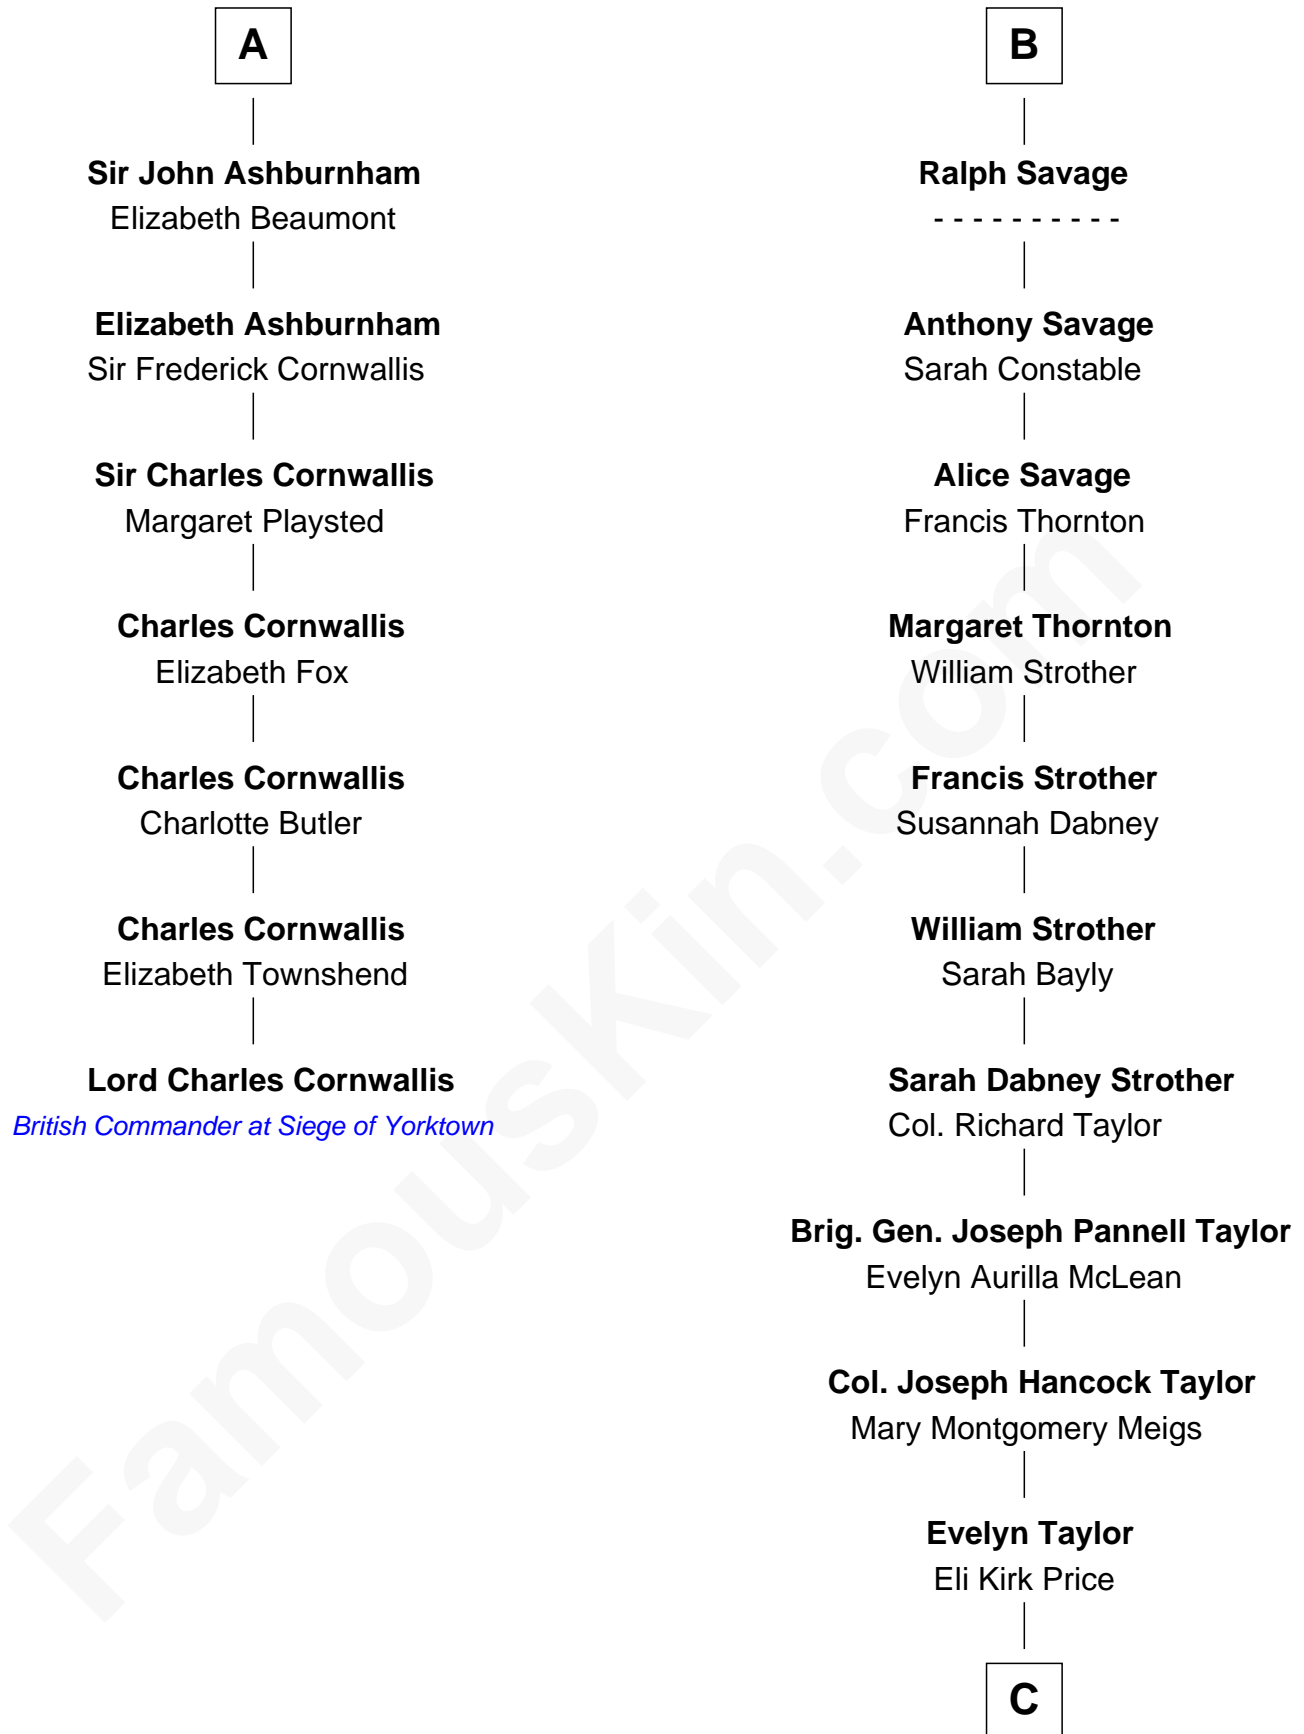 A
Sir John Ashburnham
Elizabeth Beaumont
Elizabeth Ashburnham
Sir Frederick Cornwallis
Sir Charles Cornwallis
Margaret Playsted
Charles Cornwallis
Elizabeth Fox
Charles Cornwallis
Charlotte Butler
Charles Cornwallis
Elizabeth Townshend
Lord Charles Cornwallis
British Commander at Siege of Yorktown
B
Ralph Savage
- - - - - - - - - -
Anthony Savage
Sarah Constable
Alice Savage
Francis Thornton
Margaret Thornton
William Strother
Francis Strother
Susannah Dabney
William Strother
Sarah Bayly
Sarah Dabney Strother
Col. Richard Taylor
Brig. Gen. Joseph Pannell Taylor
Evelyn Aurilla McLean
Col. Joseph Hancock Taylor
Mary Montgomery Meigs
Evelyn Taylor
Eli Kirk Price
C
FamousKin.com